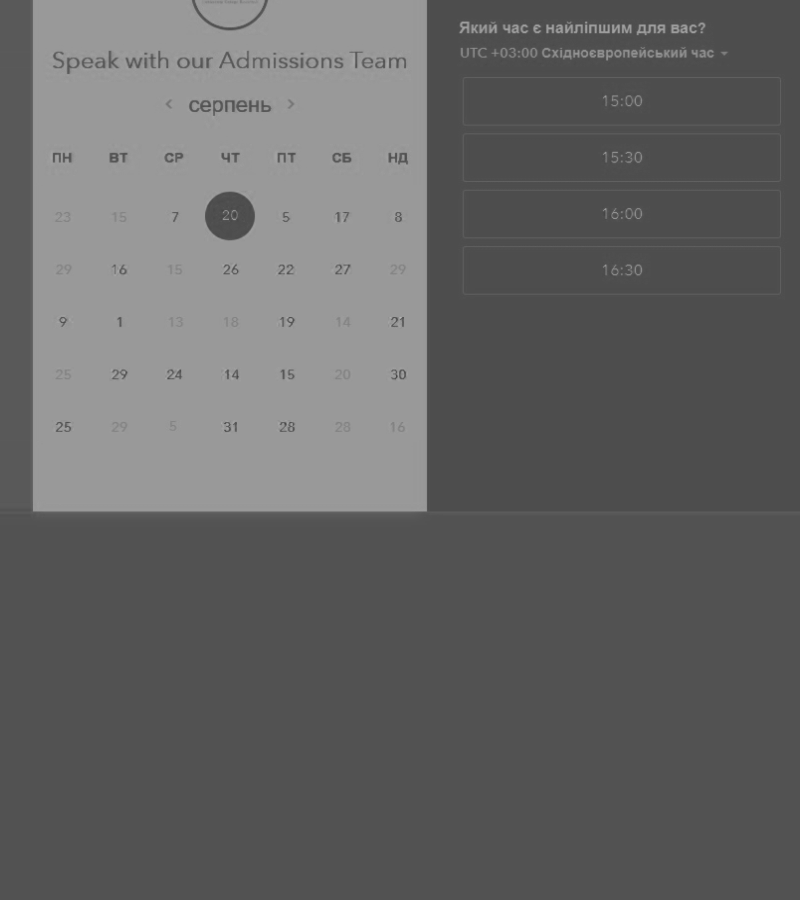 Speak with our Admissions Team
серпень
ПН ВТ СР ЧТ ПТ СБ НД
23 15 7 20 5 17 8
29 16 15 26 22 27 29
9 1 13 18 19 14 21
25 29 24 14 15 20 30
25 29 5 31 28 28 16
Який час є найліпшим для вас?
UTC +03:00 Східноєвропейський час
15:00
15:30
16:00
16:30